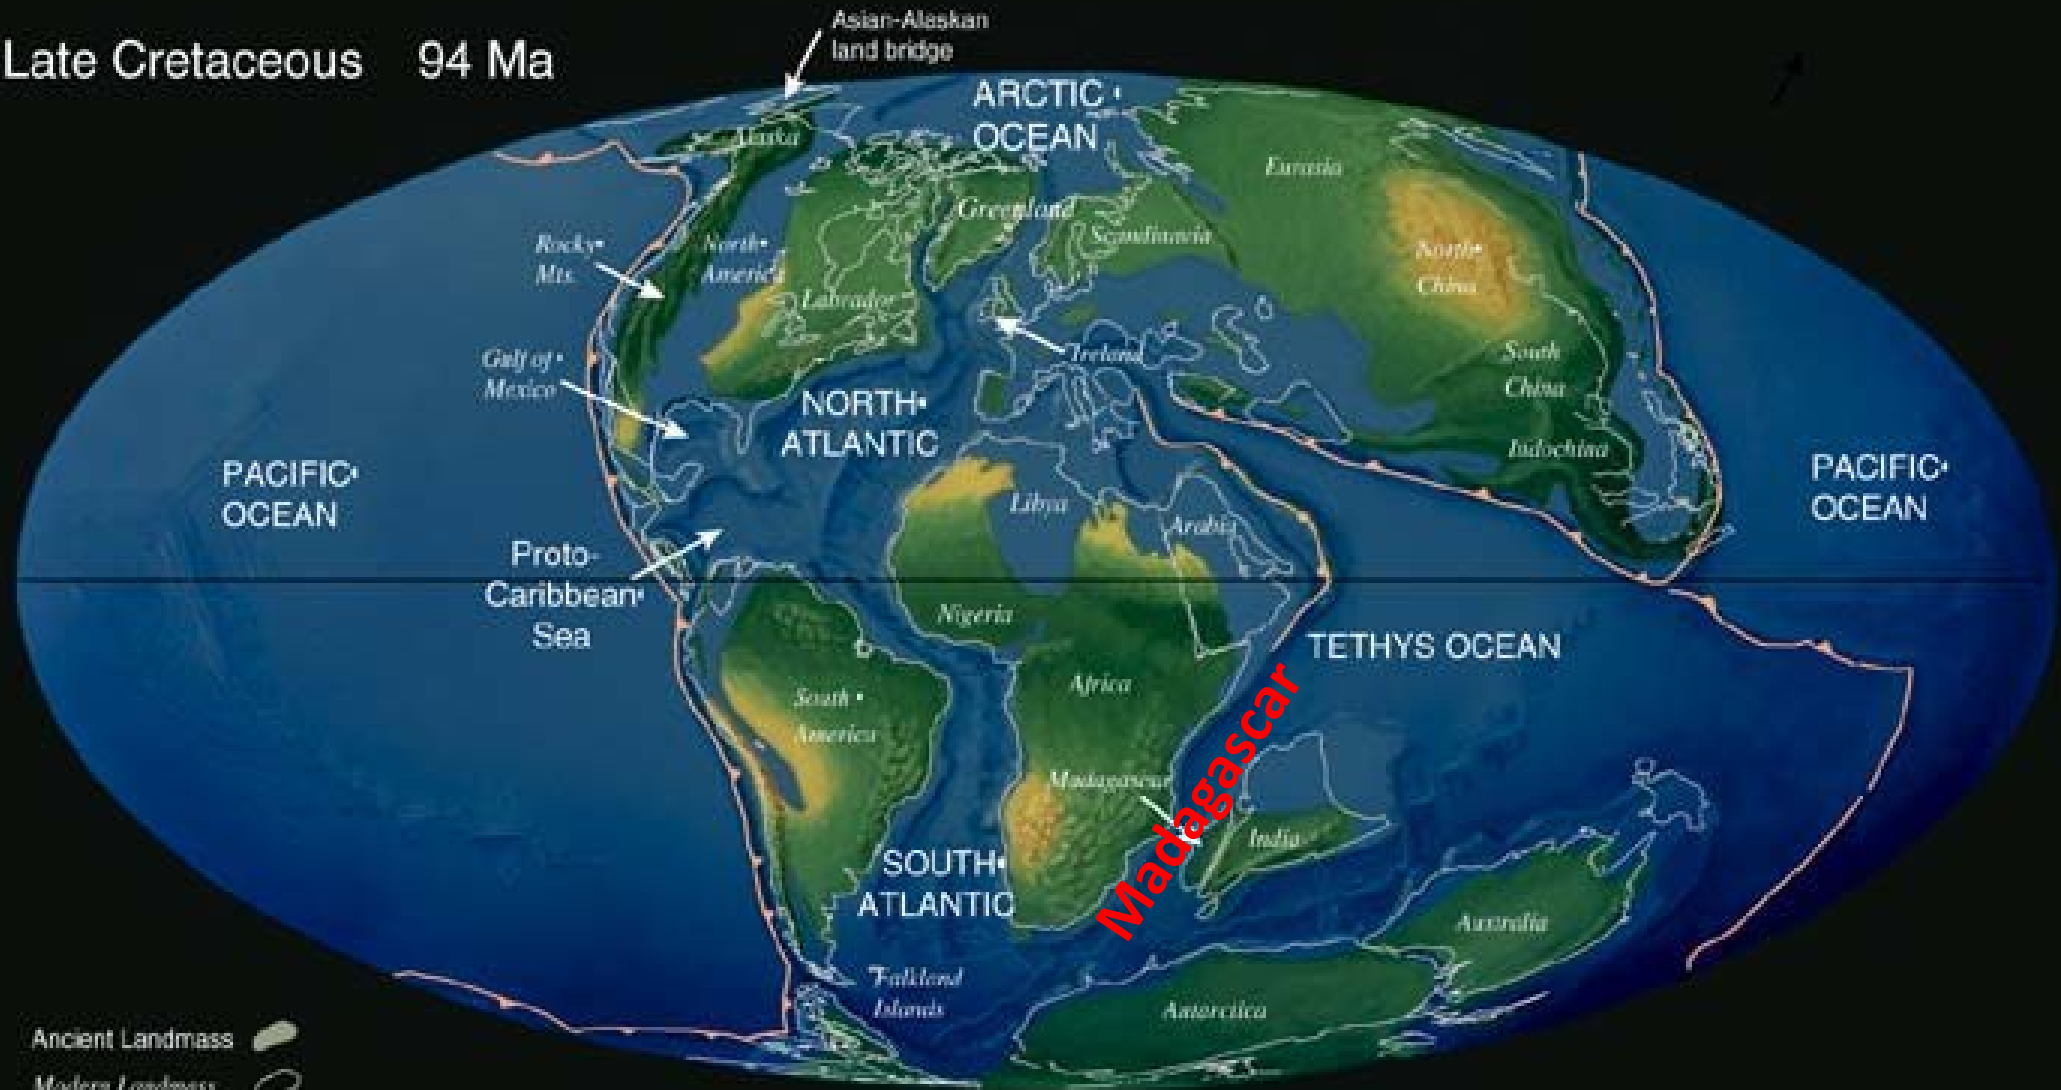 Late Cretaceous 94 Ma
Asian-Alaskan
land bridge
ARCTIC
OCEAN
Alaska
Eurasia
Greenland
Scandinavia
Rocky
Mts.
North
America
North
China
Labrador
Ireland
Gulf of
Mexico
South
China
NORTH
ATLANTIC
Indochina
PACIFIC
OCEAN
PACIFIC
OCEAN
Libya
Arabia
Proto-
Caribbean
Sea
Nigeria
TETHYS OCEAN
Africa
South
America
Madagascar
Madagascar
India
SOUTH
ATLANTIC
Australia
Falkland
Islands
Antarctica
Ancient Landmass
Modern Landmass